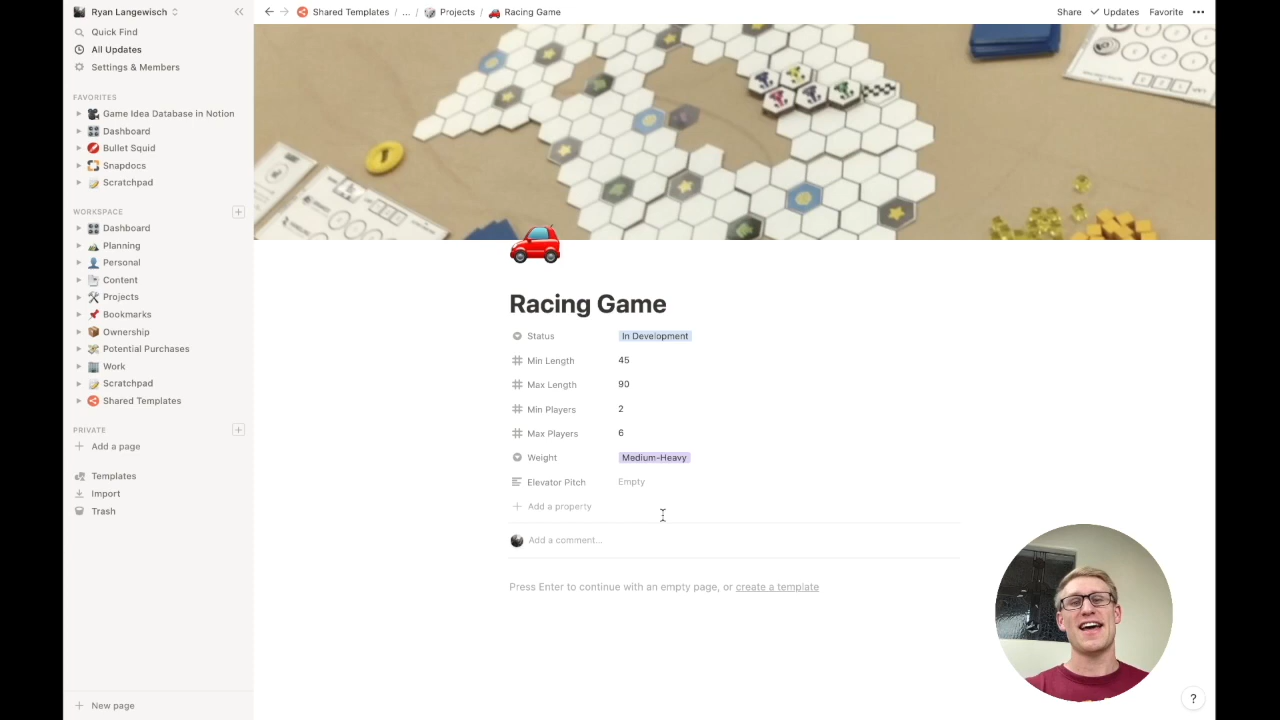 Ryan Langewisch
Quick Find
All Updates
Settings & Members
FAVORITES
Game Idea Database in Notion
Dashboard
Bullet Squid
Snapdocs
Scratchpad
WORKSPACE
Dashboard
Planning
Personal
Content
Projects
Bookmarks
Ownership
Potential Purchases
Work
Scratchpad
Shared Templates
PRIVATE
Add a page
Templates
Import
Trash
New page
Shared Templates / ... / Projects / Racing Game
Share Updates Favorite
Racing Game
Status In Development
Min Length 45
Max Length 90
Min Players 2
Max Players 6
Weight Medium-Heavy
Elevator Pitch Empty
Add a property
Add a comment...
Press Enter to continue with an empty page, or create a template
?